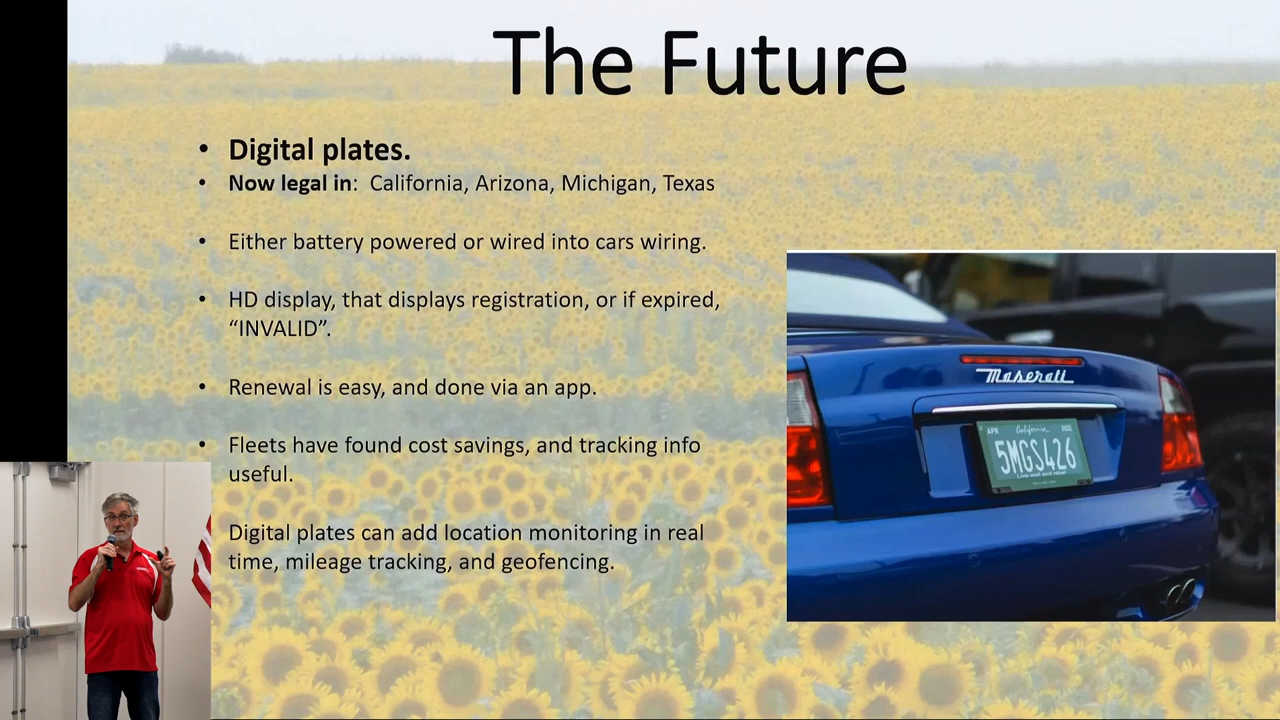 The Future
• Digital plates.
• Now legal in: California, Arizona, Michigan, Texas
• Either battery powered or wired into cars wiring.
• HD display, that displays registration, or if expired,
“INVALID”.
• Renewal is easy, and done via an app.
• Fleets have found cost savings, and tracking info
useful.
Digital plates can add location monitoring in real
time, mileage tracking, and geofencing.
Maserati
APR California 2022
5MGS426